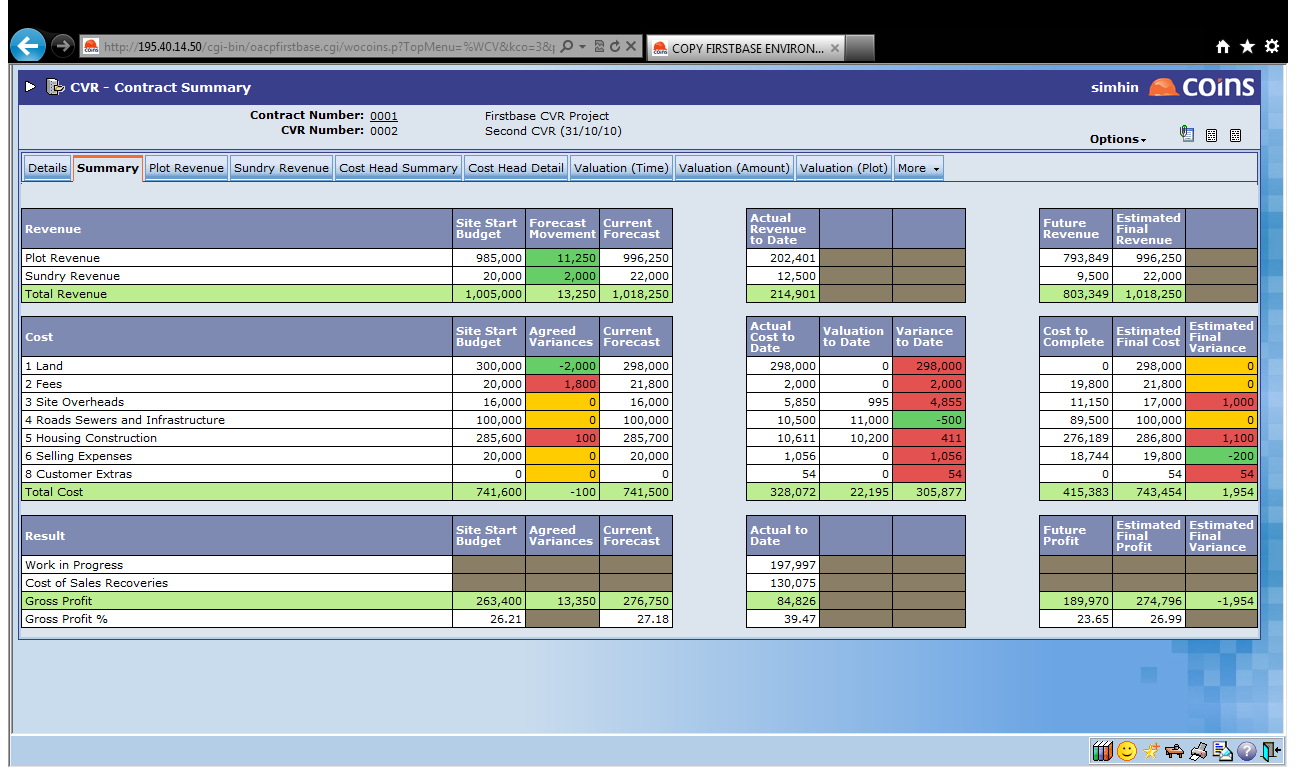 http://195.40.14.50/cgi-bin/oacpfirstbase.cgi/wocoins.p?TopMenu=%WCV&kco=3&
COPY FIRSTBASE ENVIRON...
CVR - Contract Summary
simhin coins
Contract Number: 0001 Firstbase CVR Project
CVR Number: 0002 Second CVR (31/10/10)
Options
Details Summary Plot Revenue Sundry Revenue Cost Head Summary Cost Head Detail Valuation (Time) Valuation (Amount) Valuation (Plot) More
Revenue Site Start Budget Forecast Movement Current Forecast Actual Revenue to Date Future Revenue Estimated Final Revenue
Plot Revenue 985,000 11,250 996,250 202,401 793,849 996,250
Sundry Revenue 20,000 2,000 22,000 12,500 9,500 22,000
Total Revenue 1,005,000 13,250 1,018,250 214,901 803,349 1,018,250
Cost Site Start Budget Agreed Variances Current Forecast Actual Cost to Date Valuation to Date Variance to Date Cost to Complete Estimated Final Cost Estimated Final Variance
1 Land 300,000 -2,000 298,000 298,000 0 298,000 0 298,000 0
2 Fees 20,000 1,800 21,800 2,000 0 2,000 19,800 21,800 0
3 Site Overheads 16,000 0 16,000 5,850 995 4,855 11,150 17,000 1,000
4 Roads Sewers and Infrastructure 100,000 0 100,000 10,500 11,000 -500 89,500 100,000 0
5 Housing Construction 285,600 100 285,700 10,611 10,200 411 276,189 286,800 1,100
6 Selling Expenses 20,000 0 20,000 1,056 0 1,056 18,744 19,800 -200
8 Customer Extras 0 0 0 54 0 54 0 54 54
Total Cost 741,600 -100 741,500 328,072 22,195 305,877 415,383 743,454 1,954
Result Site Start Budget Agreed Variances Current Forecast Actual to Date Future Profit Estimated Final Profit Estimated Final Variance
Work in Progress 197,997
Cost of Sales Recoveries 130,075
Gross Profit 263,400 13,350 276,750 84,826 189,970 274,796 -1,954
Gross Profit % 26.21 27.18 39.47 23.65 26.99